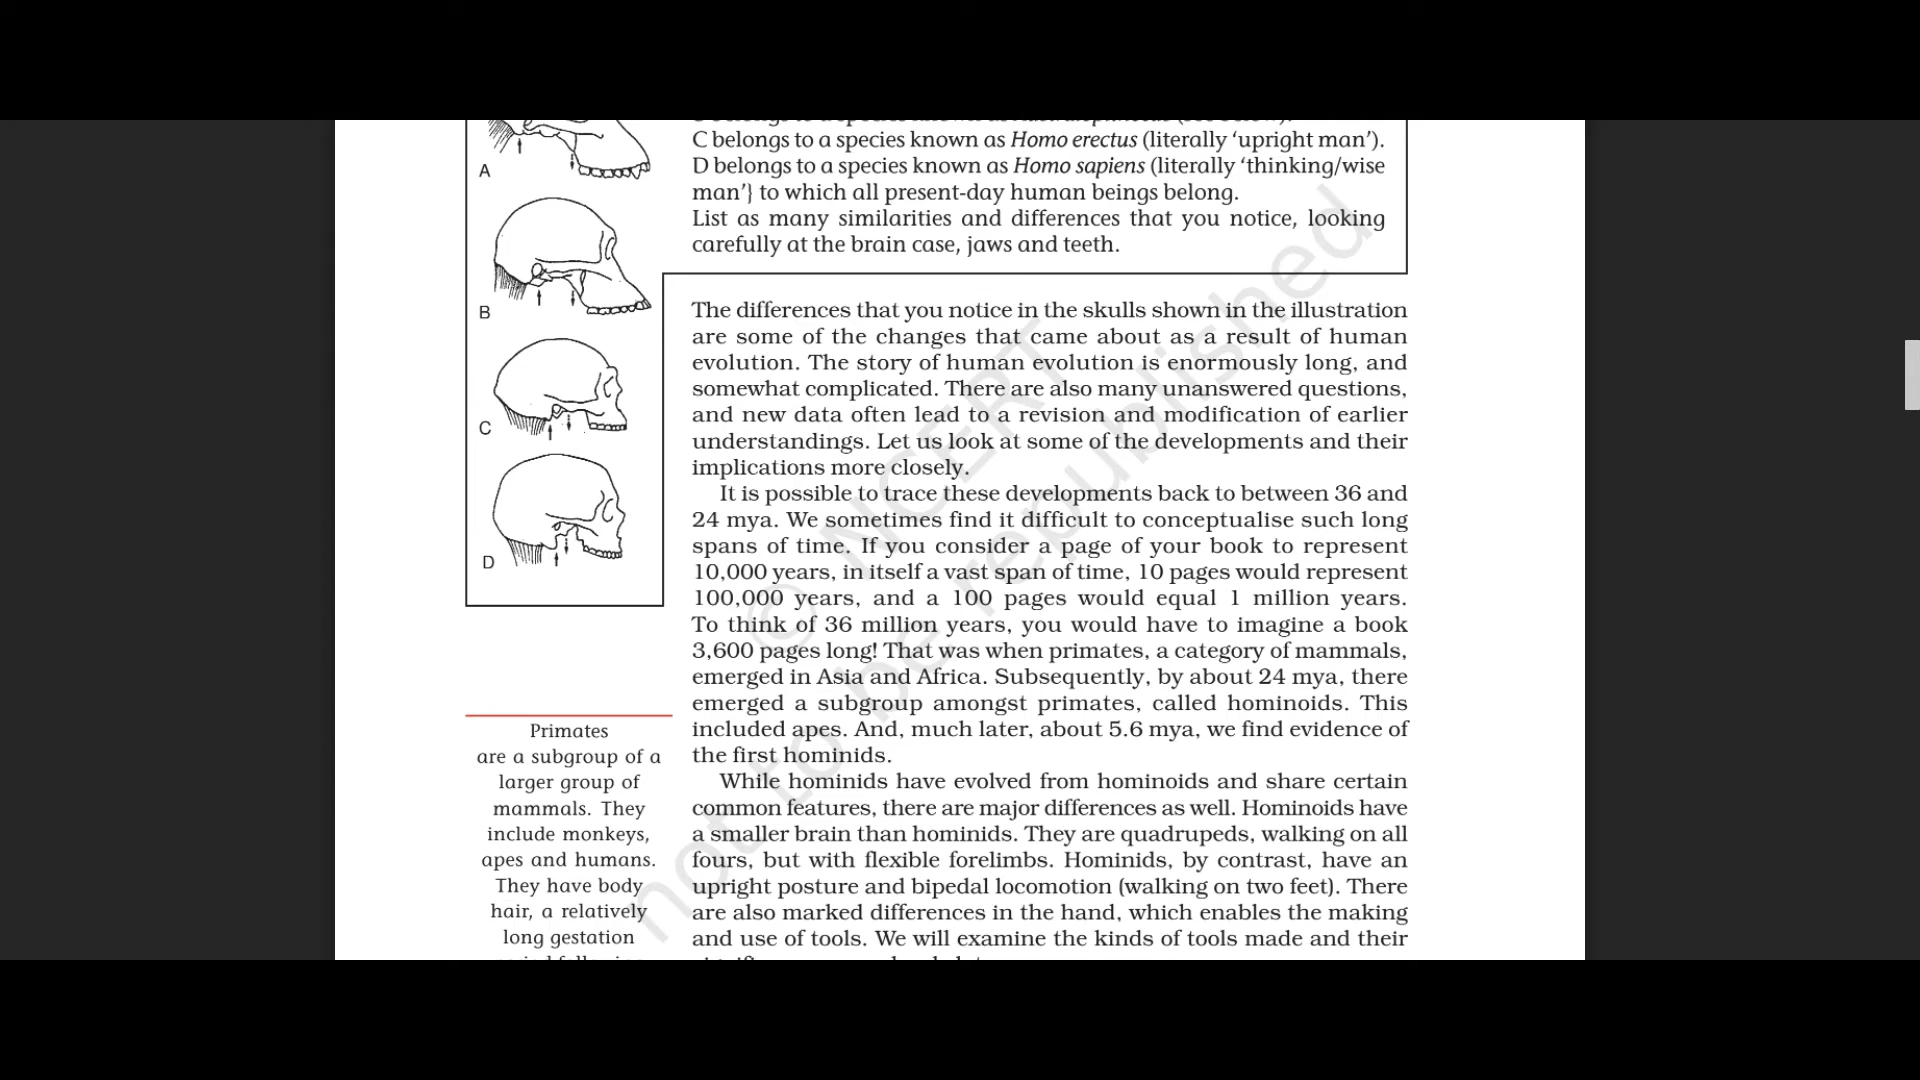 A
B
C
D
C belongs to a species known as Homo erectus (literally ‘upright man’).
D belongs to a species known as Homo sapiens (literally ‘thinking/wise
man’} to which all present-day human beings belong.
List as many similarities and differences that you notice, looking
carefully at the brain case, jaws and teeth.
The differences that you notice in the skulls shown in the illustration
are some of the changes that came about as a result of human
evolution. The story of human evolution is enormously long, and
somewhat complicated. There are also many unanswered questions,
and new data often lead to a revision and modification of earlier
understandings. Let us look at some of the developments and their
implications more closely.
It is possible to trace these developments back to between 36 and
24 mya. We sometimes find it difficult to conceptualise such long
spans of time. If you consider a page of your book to represent
10,000 years, in itself a vast span of time, 10 pages would represent
100,000 years, and a 100 pages would equal 1 million years.
To think of 36 million years, you would have to imagine a book
3,600 pages long! That was when primates, a category of mammals,
emerged in Asia and Africa. Subsequently, by about 24 mya, there
emerged a subgroup amongst primates, called hominoids. This
included apes. And, much later, about 5.6 mya, we find evidence of
the first hominids.
While hominids have evolved from hominoids and share certain
common features, there are major differences as well. Hominoids have
a smaller brain than hominids. They are quadrupeds, walking on all
fours, but with flexible forelimbs. Hominids, by contrast, have an
upright posture and bipedal locomotion (walking on two feet). There
are also marked differences in the hand, which enables the making
and use of tools. We will examine the kinds of tools made and their
Primates
are a subgroup of a
larger group of
mammals. They
include monkeys,
apes and humans.
They have body
hair, a relatively
long gestation
© NCERT
not to be republished